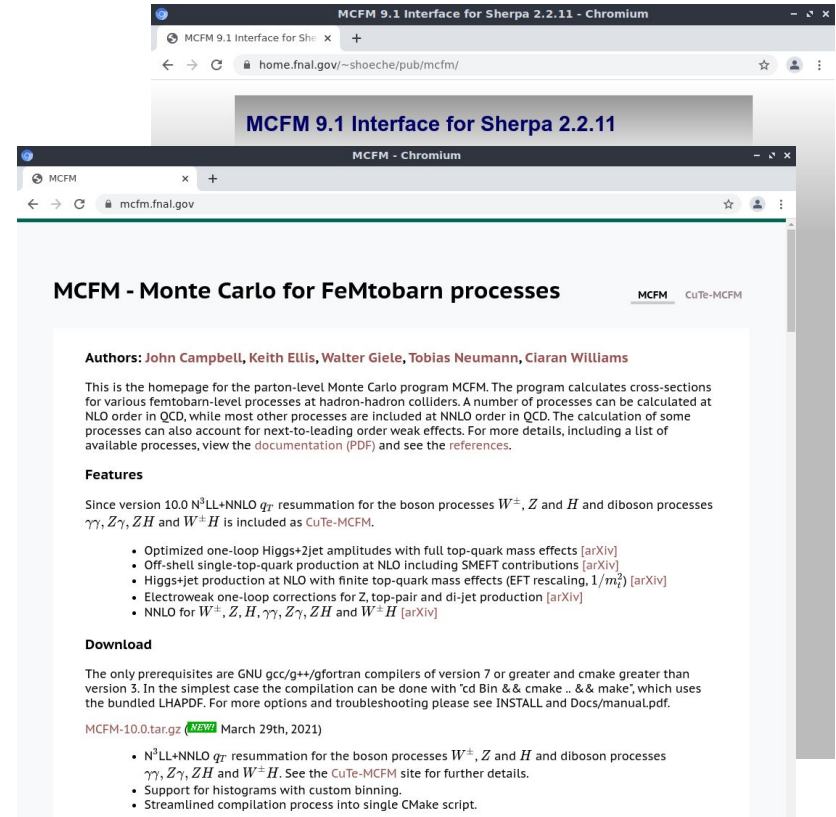 MCFM 9.1 Interface for Sherpa 2.2.11 - Chromium
MCFM 9.1 Interface for She
home.fnal.gov/~shoeche/pub/mcfm/
MCFM 9.1 Interface for Sherpa 2.2.11
MCFM - Chromium
MCFM
mcfm.fnal.gov
MCFM - Monte Carlo for FeMtobarn processes
MCFM CuTe-MCFM
Authors: John Campbell, Keith Ellis, Walter Giele, Tobias Neumann, Ciaran Williams
This is the homepage for the parton-level Monte Carlo program MCFM. The program calculates cross-sections
for various femtobarn-level processes at hadron-hadron colliders. A number of processes can be calculated at
NLO order in QCD, while most other processes are included at NNLO order in QCD. The calculation of some
processes can also account for next-to-leading order weak effects. For more details, including a list of
available processes, view the documentation (PDF) and see the references.
Features
Since version 10.0 N³LL+NNLO q_T resummation for the boson processes W^±, Z and H and diboson processes
γγ, Zγ, ZH and W^±H is included as CuTe-MCFM.
• Optimized one-loop Higgs+2jet amplitudes with full top-quark mass effects [arXiv]
• Off-shell single-top-quark production at NLO including SMEFT contributions [arXiv]
• Higgs+jet production at NLO with finite top-quark mass effects (EFT rescaling, 1/m_t^2) [arXiv]
• Electroweak one-loop corrections for Z, top-pair and di-jet production [arXiv]
• NNLO for W^±, Z, H, γγ, Zγ, ZH and W^±H [arXiv]
Download
The only prerequisites are GNU gcc/g++/gfortran compilers of version 7 or greater and cmake greater than
version 3. In the simplest case the compilation can be done with "cd Bin && cmake .. && make", which uses
the bundled LHAPDF. For more options and troubleshooting please see INSTALL and Docs/manual.pdf.
MCFM-10.0.tar.gz (NEW! March 29th, 2021)
• N³LL+NNLO q_T resummation for the boson processes W^±, Z and H and diboson processes
γγ, Zγ, ZH and W^±H. See the CuTe-MCFM site for further details.
• Support for histograms with custom binning.
• Streamlined compilation process into single CMake script.